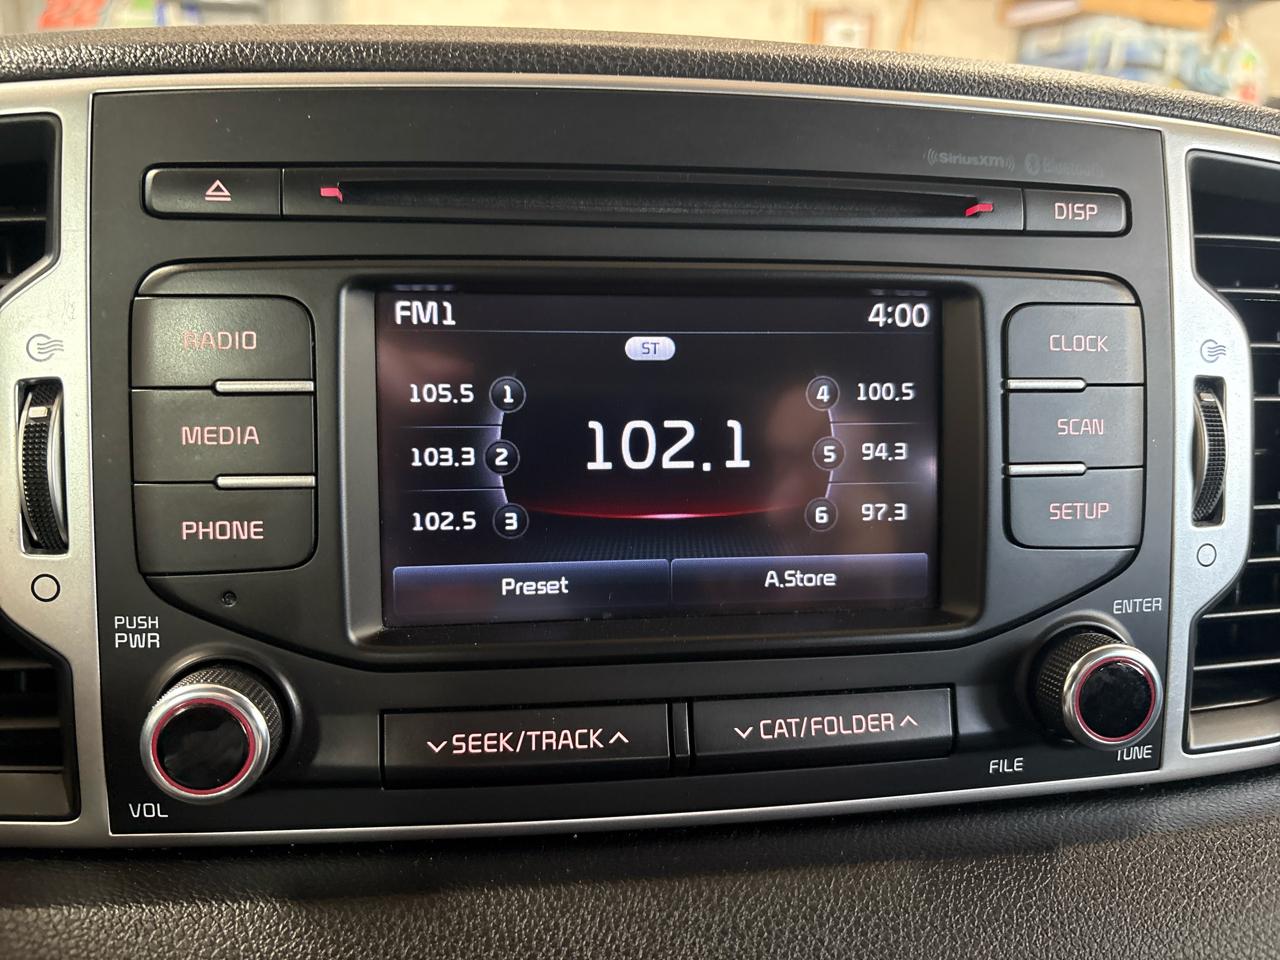 SiriusXM Bluetooth
DISP
RADIO
MEDIA
PHONE
FM1 4:00
ST
105.5 1
103.3 2
102.5 3
102.1
4 100.5
5 94.3
6 97.3
Preset A.Store
CLOCK
SCAN
SETUP
PUSH
PWR
VOL
SEEK/TRACK
CAT/FOLDER
ENTER
FILE
TUNE